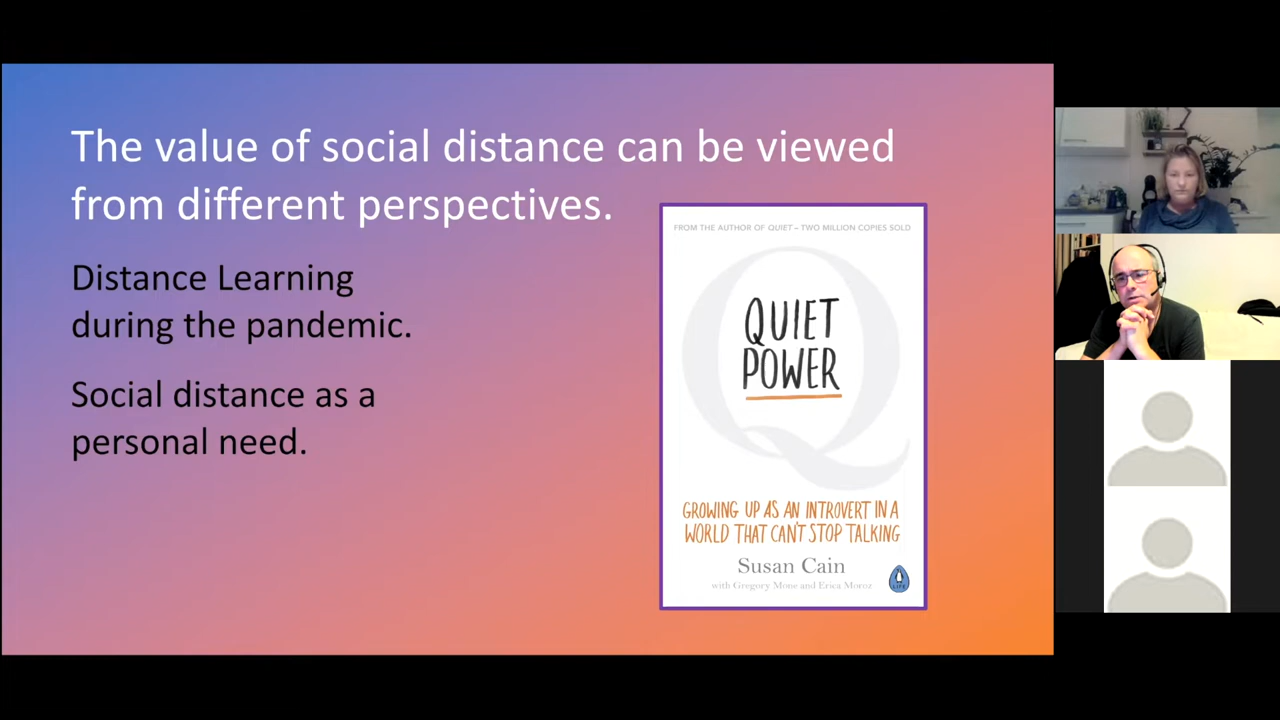 The value of social distance can be viewed
from different perspectives.
Distance Learning
during the pandemic.
Social distance as a
personal need.
FROM THE AUTHOR OF QUIET – TWO MILLION COPIES SOLD
QUIET
POWER
GROWING UP AS AN INTROVERT IN A
WORLD THAT CAN'T STOP TALKING
Susan Cain
with Gregory Mone and Erica Moroz
LIFE